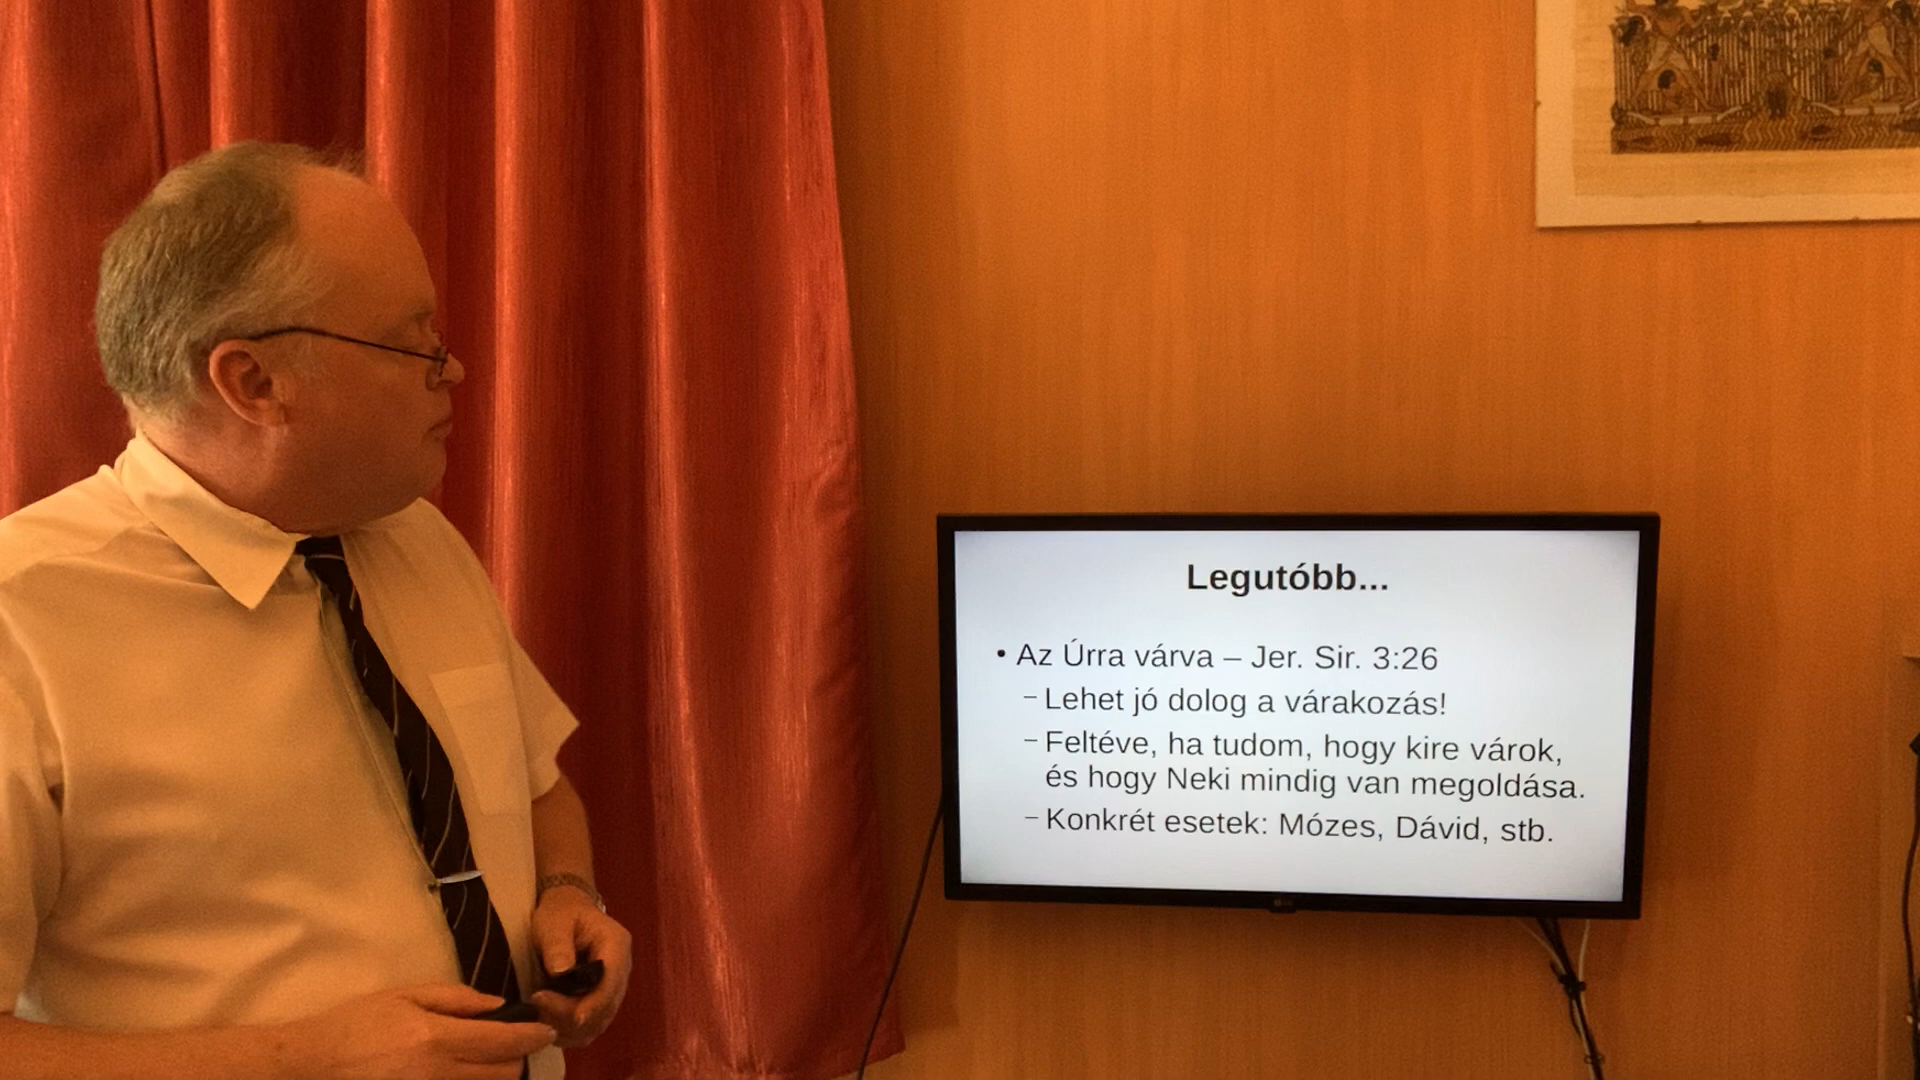 Legutóbb...
• Az Úrra várva – Jer. Sir. 3:26
– Lehet jó dolog a várakozás!
– Feltéve, ha tudom, hogy kire várok,
és hogy Neki mindig van megoldása.
– Konkrét esetek: Mózes, Dávid, stb.